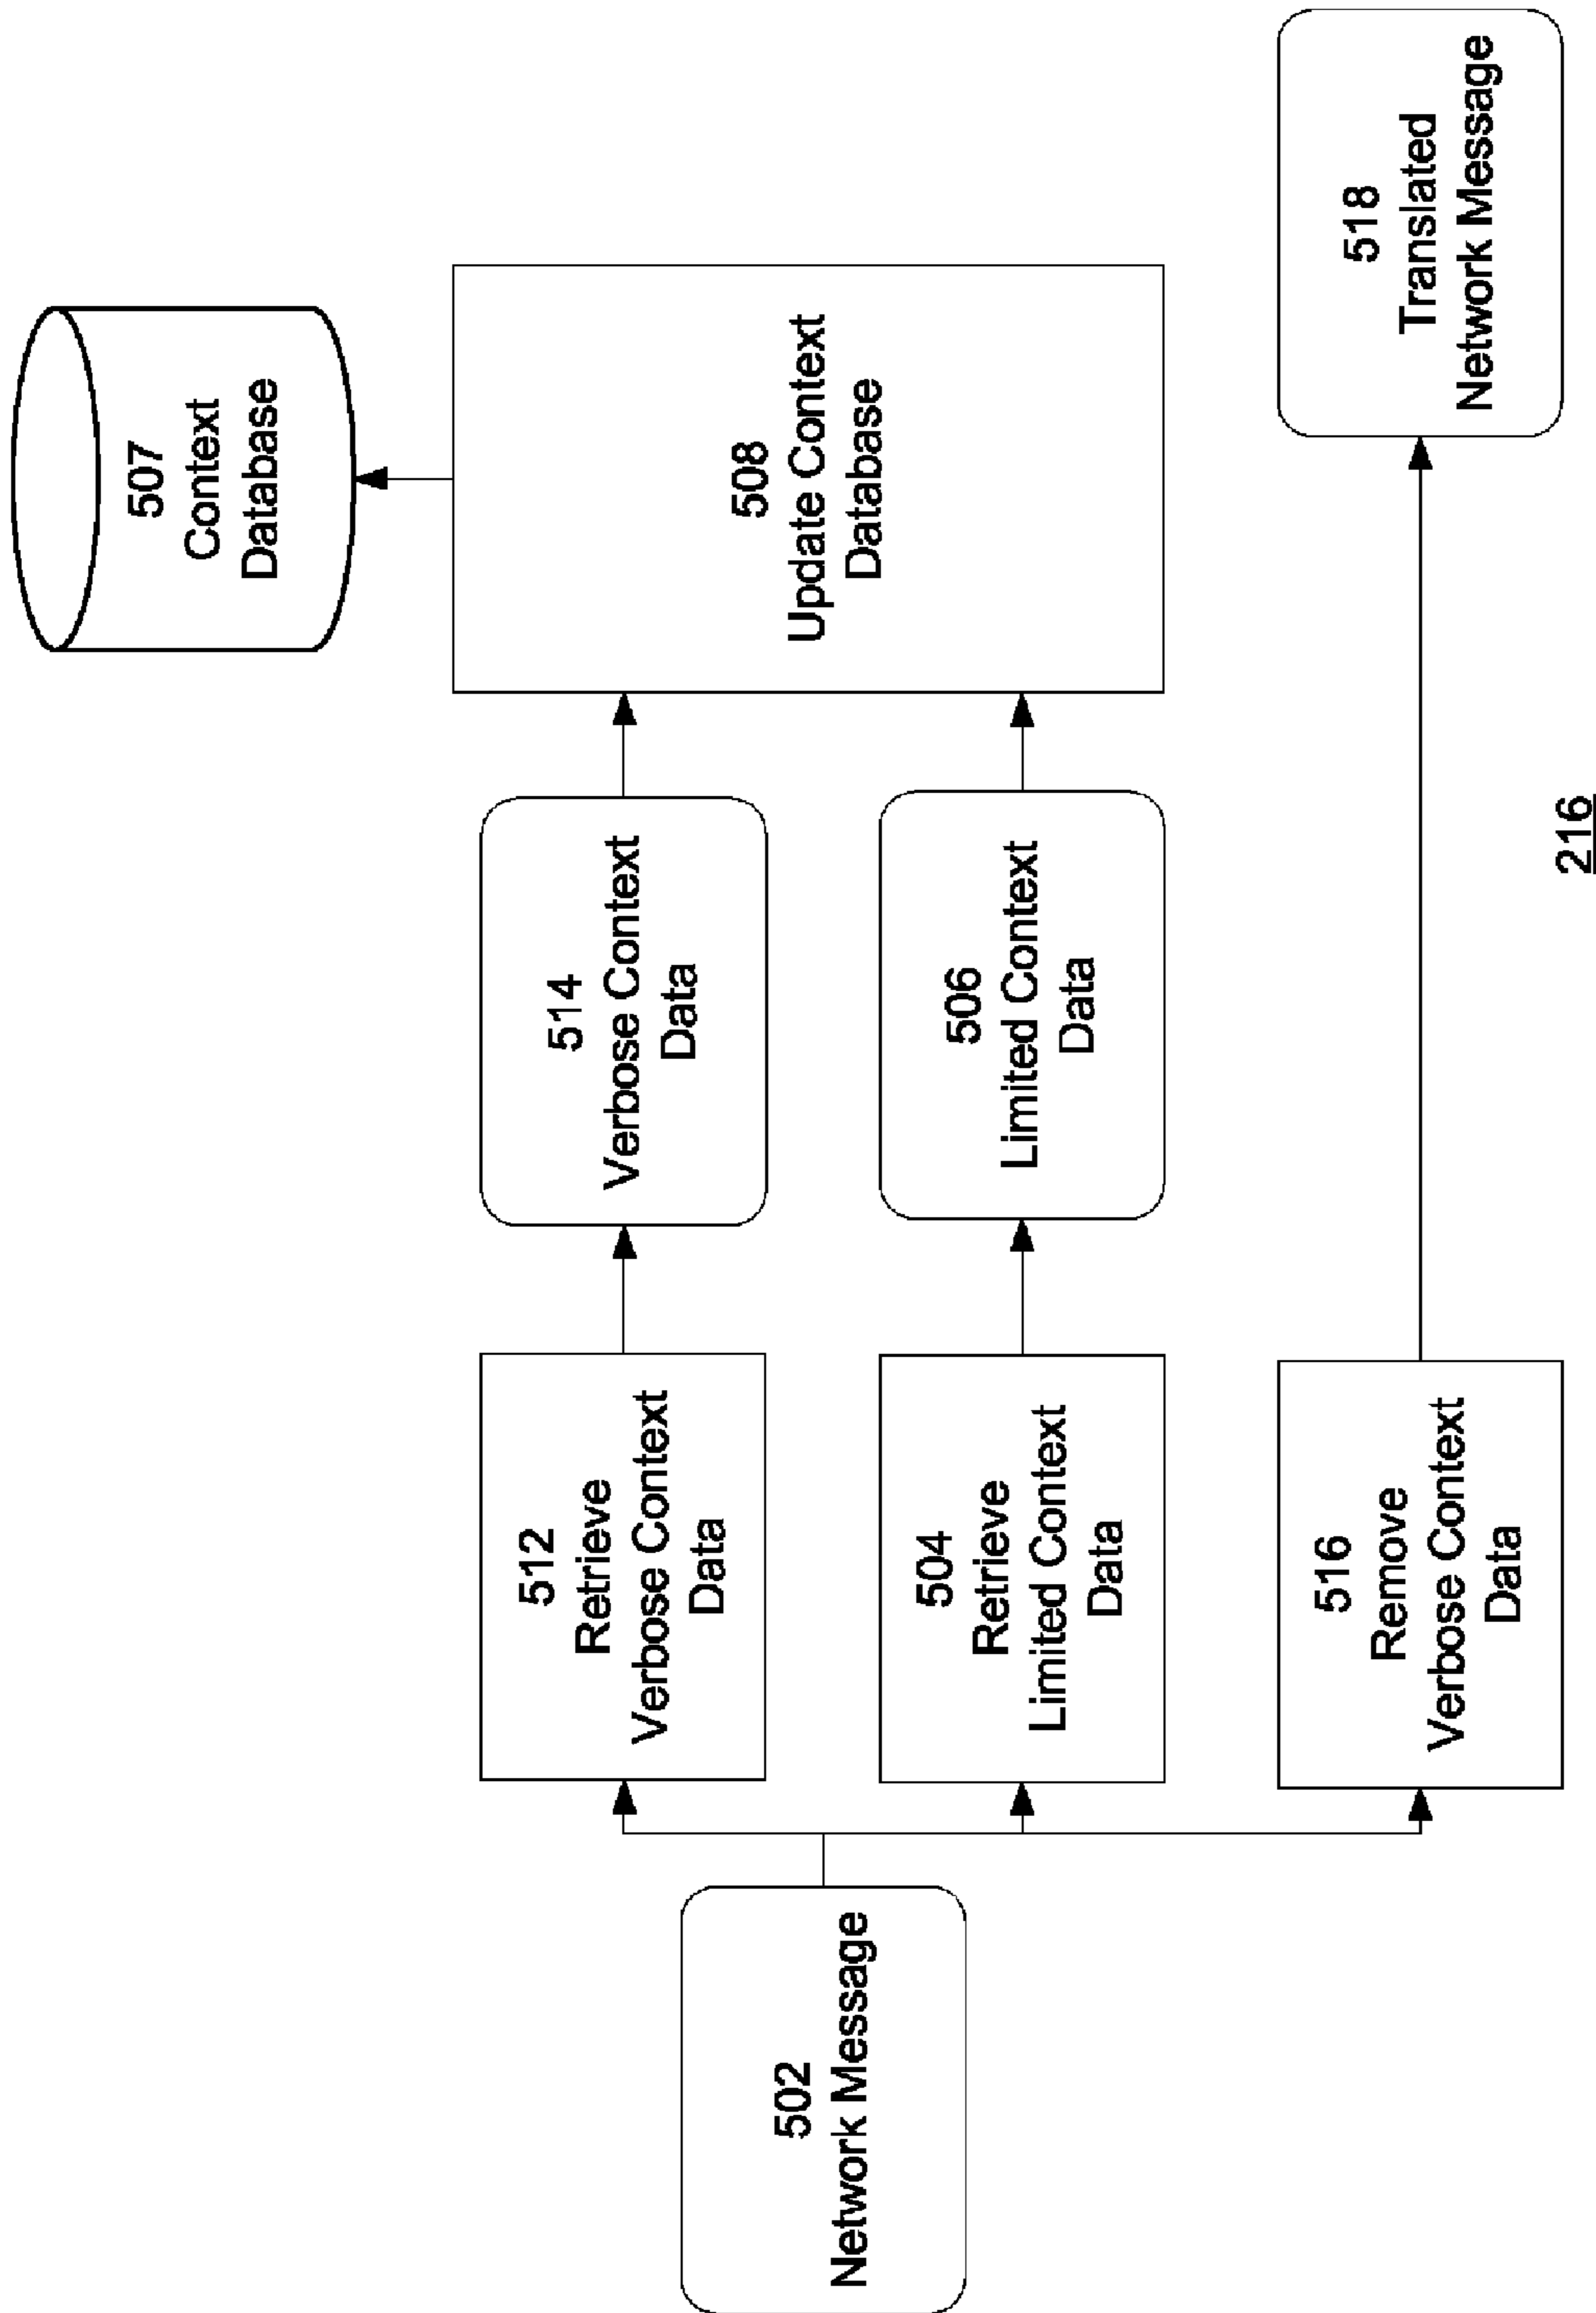 507
Context
Database
502
Network Message
512
Retrieve
Verbose Context
Data
514
Verbose Context
Data
508
Update Context
Database
504
Retrieve
Limited Context
Data
506
Limited Context
Data
516
Remove
Verbose Context
Data
518
Translated
Network Message
216